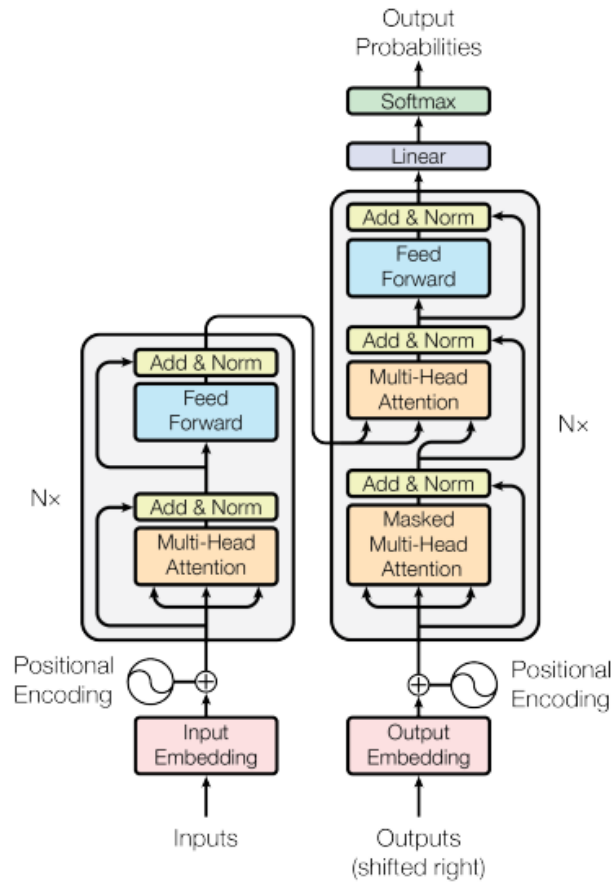 Output
Probabilities
Softmax
Linear
Add & Norm
Feed
Forward
Add & Norm
Multi-Head
Attention
Add & Norm
Masked
Multi-Head
Attention
Nx
Add & Norm
Feed
Forward
Add & Norm
Multi-Head
Attention
Nx
Positional
Encoding
Positional
Encoding
Input
Embedding
Output
Embedding
Inputs
Outputs
(shifted right)